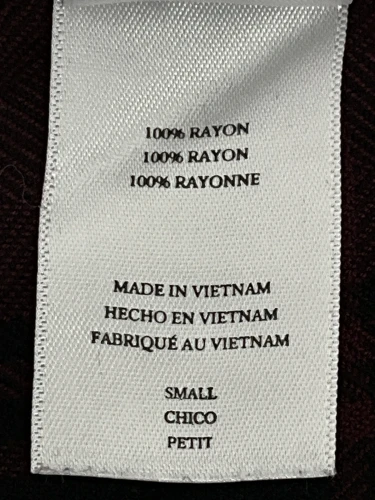 100% RAYON
100% RAYON
100% RAYONNE
MADE IN VIETNAM
HECHO EN VIETNAM
FABRIQUÉ AU VIETNAM
SMALL
CHICO
PETIT